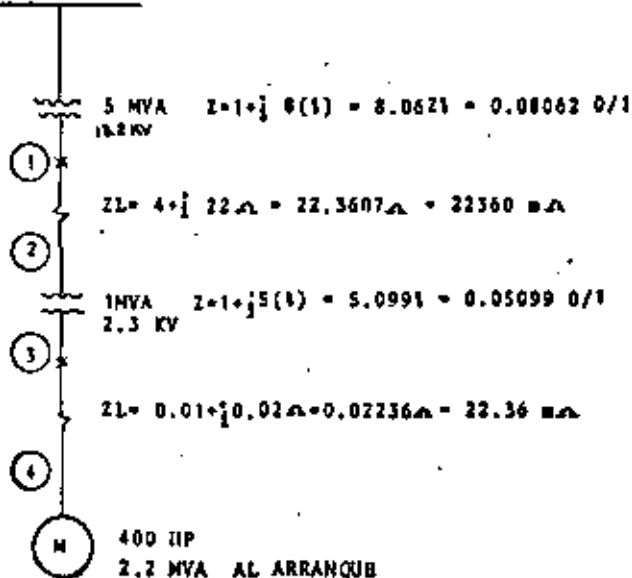 5 MVA Z=1+j 8(%) = 8.062% = 0.08062 0/1
13.2 KV
1
ZL= 4+j 22Ω = 22.3607Ω = 22360 mΩ
2
1MVA Z=1+j5(%) = 5.099% = 0.05099 0/1
2.3 KV
3
ZL= 0.01+j0.02Ω=0.02236Ω = 22.36 mΩ
4
M
400 HP
2.2 MVA AL ARRANQUE